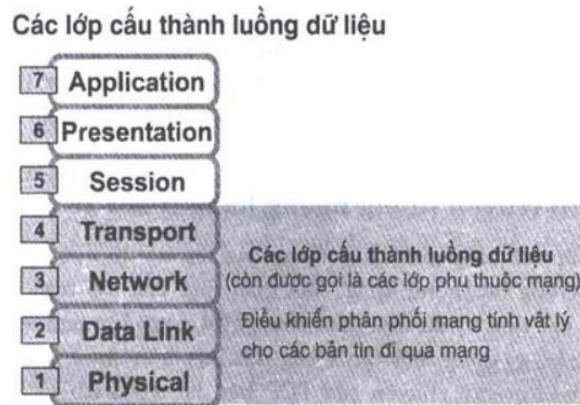 Các lớp cấu thành luồng dữ liệu
7 Application
6 Presentation
5 Session
4 Transport
3 Network
2 Data Link
1 Physical
Các lớp cấu thành luồng dữ liệu
(còn được gọi là các lớp phụ thuộc mạng)
Điều khiển phân phối mang tính vật lý
cho các bản tin đi qua mạng